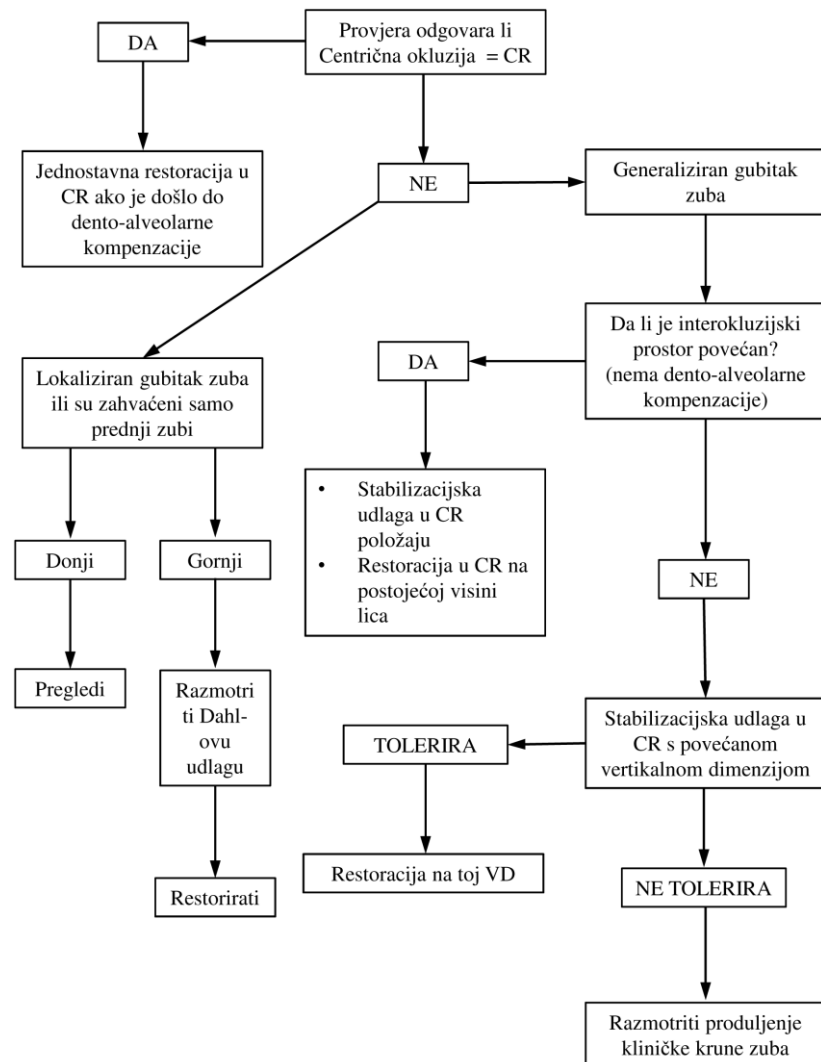 Provjera odgovara li
Centrična okluzija  = CR
DA
Jednostavna restoracija u
CR ako je došlo do
dento-alveolarne
kompenzacije
NE
Generaliziran gubitak
zuba
Da li je interokluzijski
prostor povećan?
(nema dento-alveolarne
kompenzacije)
DA
Lokaliziran gubitak zuba
ili su zahvaćeni samo
prednji zubi
• Stabilizacijska
udlaga u CR
položaju
• Restoracija u CR na
postojećoj visini
lica
Donji
Gornji
NE
Pregledi
Razmotri
ti Dahl-
ovu
udlagu
Stabilizacijska udlaga u
CR s povećanom
vertikalnom dimenzijom
TOLERIRA
Restoracija na toj VD
Restorirati
NE TOLERIRA
Razmotriti produljenje
kliničke krune zuba